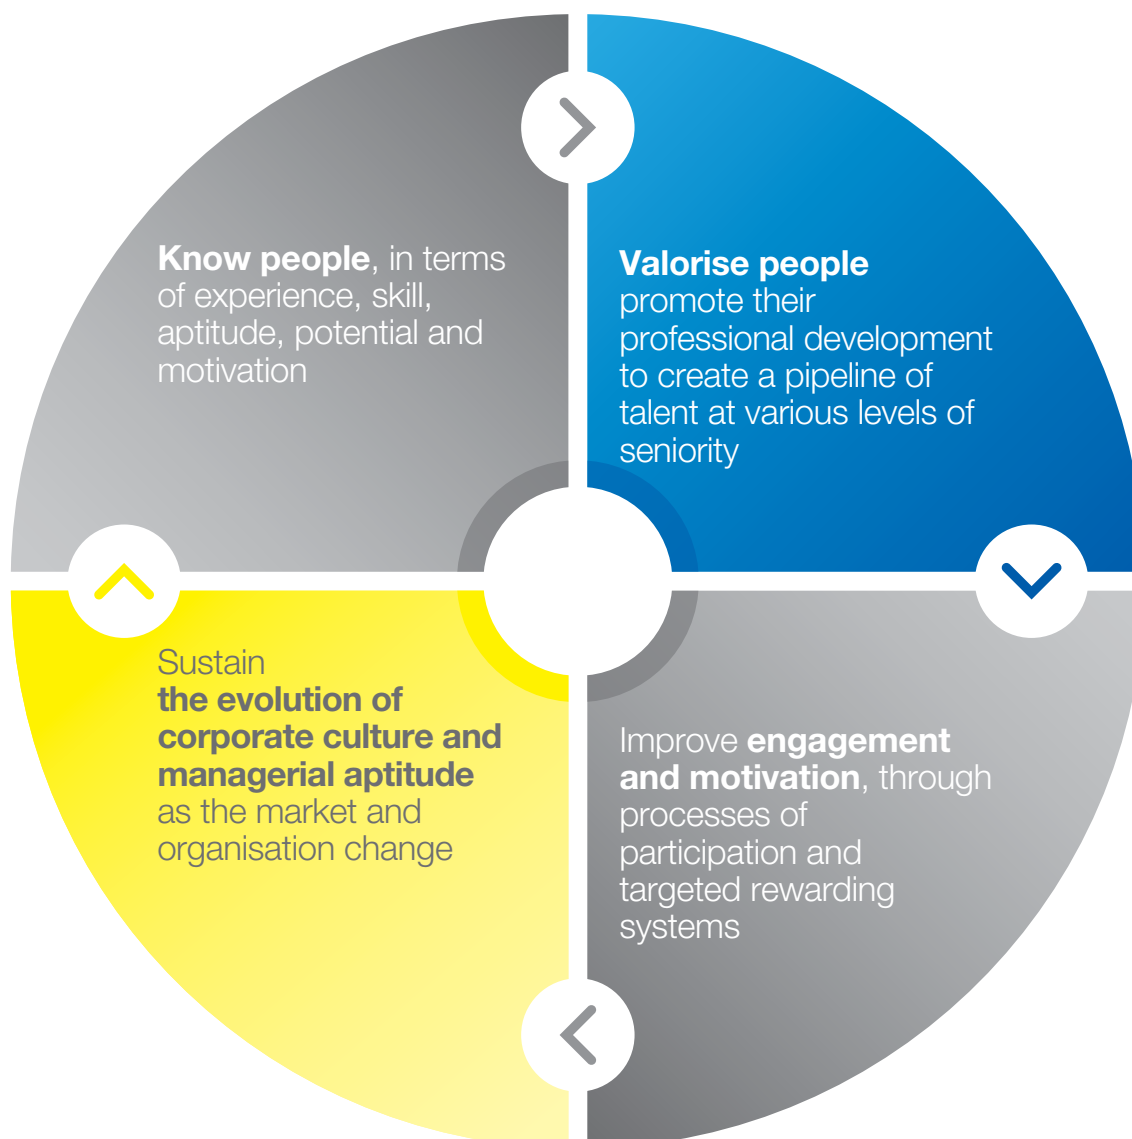 Know people, in terms
of experience, skill,
aptitude, potential and
motivation
Valorise people
promote their
professional development
to create a pipeline of
talent at various levels of
seniority
Improve engagement
and motivation, through
processes of
participation and
targeted rewarding
systems
Sustain
the evolution of
corporate culture and
managerial aptitude
as the market and
organisation change